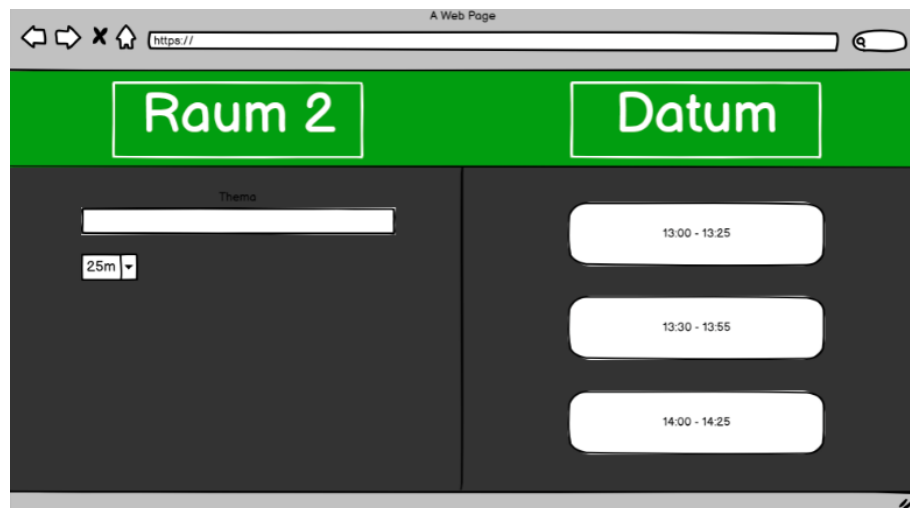 A Web Page
https://
Raum 2
Datum
Thema
25m
13:00 - 13:25
13:30 - 13:55
14:00 - 14:25